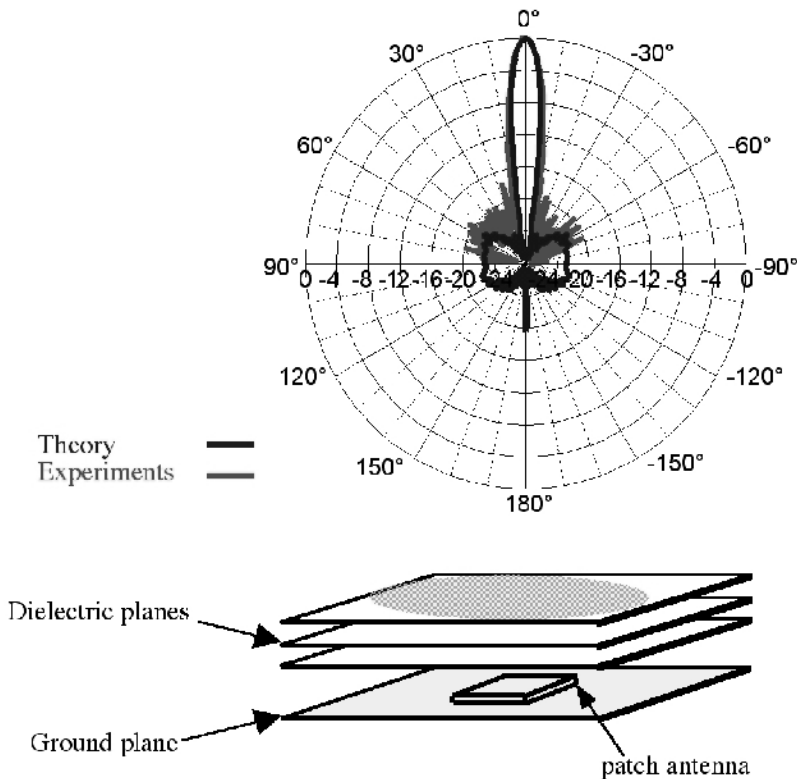 0°
30° -30°
60° -60°
90° 0 -4 -8 -12 -16 -20 -20 -16 -12 -8 -4 0 -90°
120° -120°
150° -150°
180°
Theory
Experiments
Dielectric planes
Ground plane
patch antenna